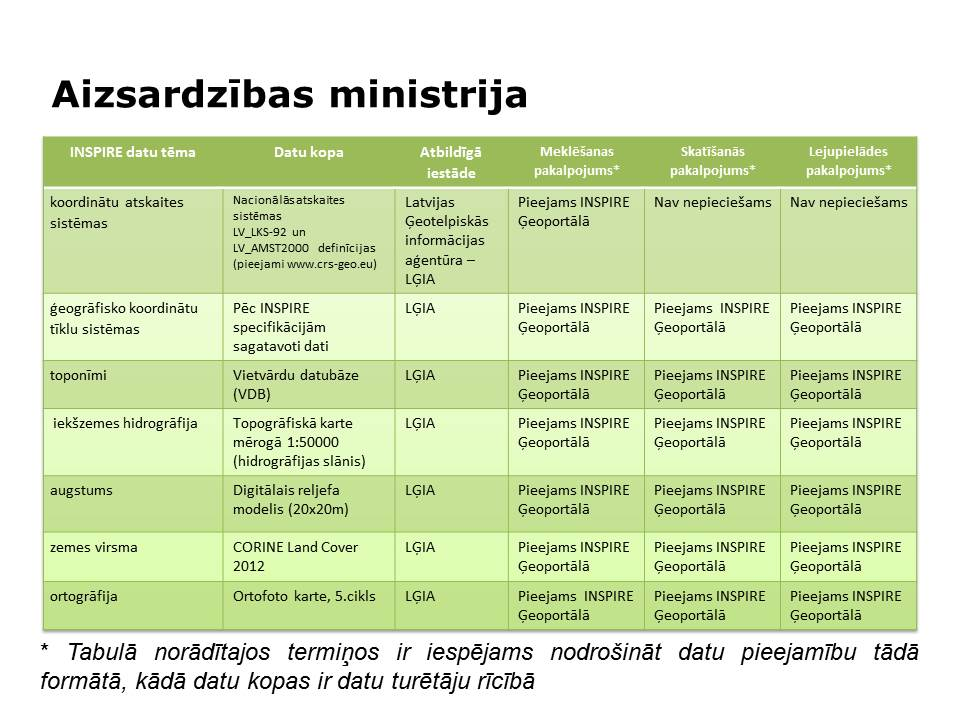 Aizsardzības ministrija
INSPIRE datu tēma
Datu kopa
Atbildīgā
iestāde
Meklēšanas
pakalpojums*
Skatīšanās
pakalpojums*
Lejupielādes
pakalpojums*
koordinātu atskaites
sistēmas
Nacionālāsatskaites
sistēmas
LV_LKS-92 un
LV_AMST2000 definīcijas
(pieejami www.crs-geo.eu)
Latvijas
Ģeotelpiskās
informācijas
aģentūra –
LĢIA
Pieejams INSPIRE
Ģeoportālā
Nav nepieciešams
Nav nepieciešams
ģeogrāfisko koordinātu
tīklu sistēmas
Pēc INSPIRE
specifikācijām
sagatavoti dati
LĢIA
Pieejams INSPIRE
Ģeoportālā
Pieejams INSPIRE
Ģeoportālā
Pieejams INSPIRE
Ģeoportālā
toponīmi
Vietvārdu datubāze
(VDB)
LĢIA
Pieejams INSPIRE
Ģeoportālā
Pieejams INSPIRE
Ģeoportālā
Pieejams INSPIRE
Ģeoportālā
iekšzemes hidrogrāfija
Topogrāfiskā karte
mērogā 1:50000
(hidrogrāfijas slānis)
LĢIA
Pieejams INSPIRE
Ģeoportālā
Pieejams INSPIRE
Ģeoportālā
Pieejams INSPIRE
Ģeoportālā
augstums
Digitālais reljefa
modelis (20x20m)
LĢIA
Pieejams INSPIRE
Ģeoportālā
Pieejams INSPIRE
Ģeoportālā
Pieejams INSPIRE
Ģeoportālā
zemes virsma
CORINE Land Cover
2012
LĢIA
Pieejams INSPIRE
Ģeoportālā
Pieejams INSPIRE
Ģeoportālā
Pieejams INSPIRE
Ģeoportālā
ortogrāfija
Ortofoto karte, 5.cikls
LĢIA
Pieejams INSPIRE
Ģeoportālā
Pieejams INSPIRE
Ģeoportālā
Pieejams INSPIRE
Ģeoportālā
* Tabulā norādītajos termiņos ir iespējams nodrošināt datu pieejamību tādā
formātā, kādā datu kopas ir datu turētāju rīcībā